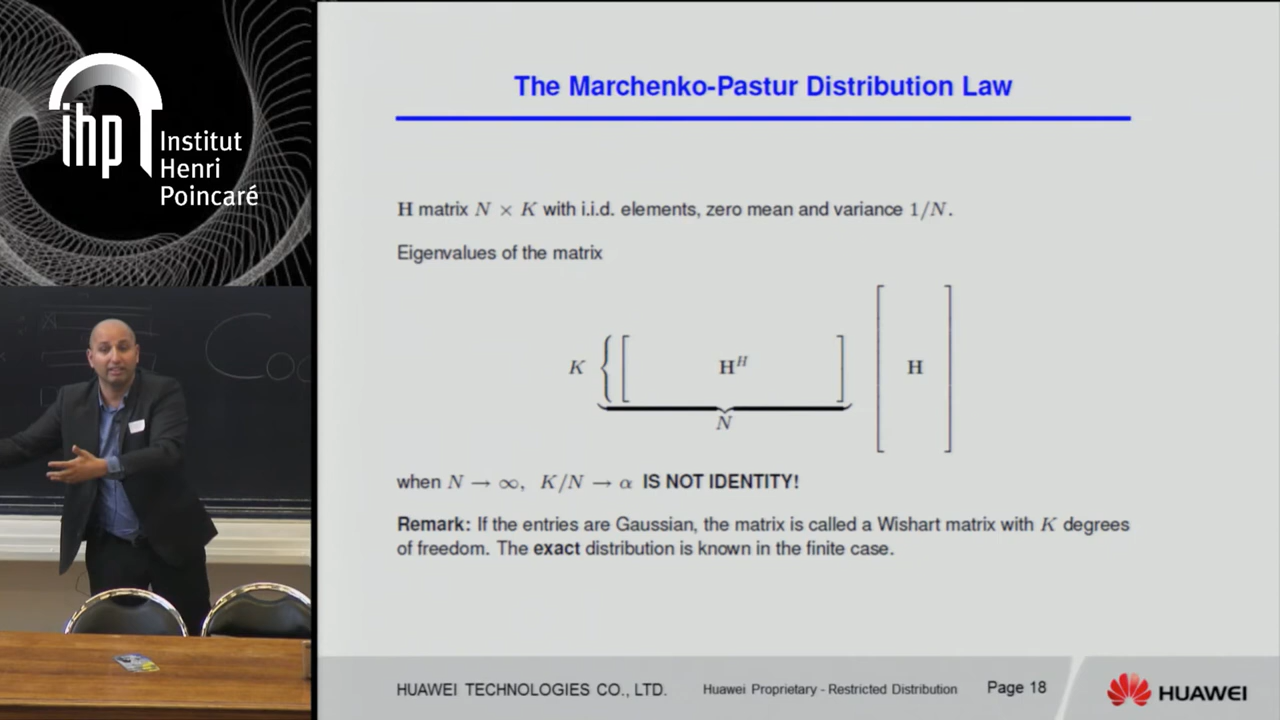 ihp
Institut
Henri
Poincaré
Coo
The Marchenko-Pastur Distribution Law
H matrix N × K with i.i.d. elements, zero mean and variance 1/N.
Eigenvalues of the matrix
K { [ H^H ] [ H ]
N
when N → ∞, K/N → α IS NOT IDENTITY!
Remark: If the entries are Gaussian, the matrix is called a Wishart matrix with K degrees
of freedom. The exact distribution is known in the finite case.
HUAWEI TECHNOLOGIES CO., LTD. Huawei Proprietary - Restricted Distribution Page 18 HUAWEI